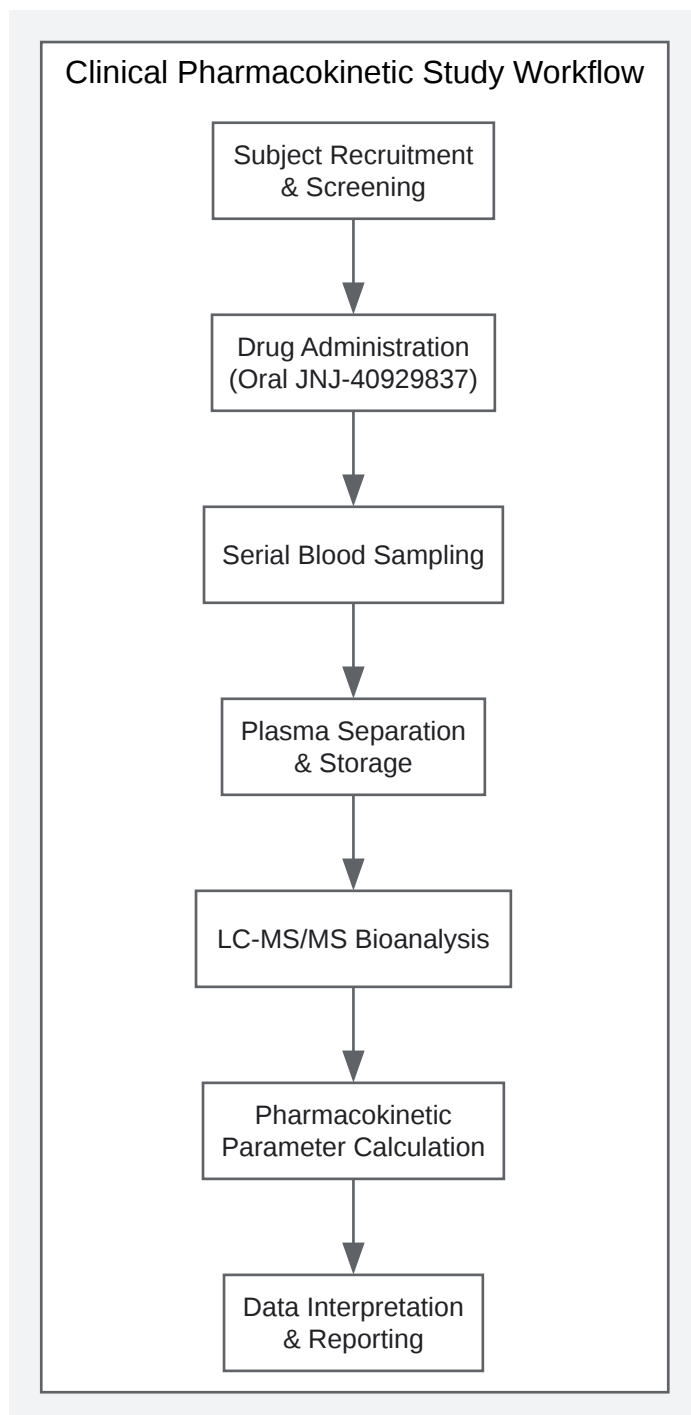 Clinical Pharmacokinetic Study Workflow
Subject Recruitment
& Screening
Drug Administration
(Oral JNJ-40929837)
Serial Blood Sampling
Plasma Separation
& Storage
LC-MS/MS Bioanalysis
Pharmacokinetic
Parameter Calculation
Data Interpretation
& Reporting